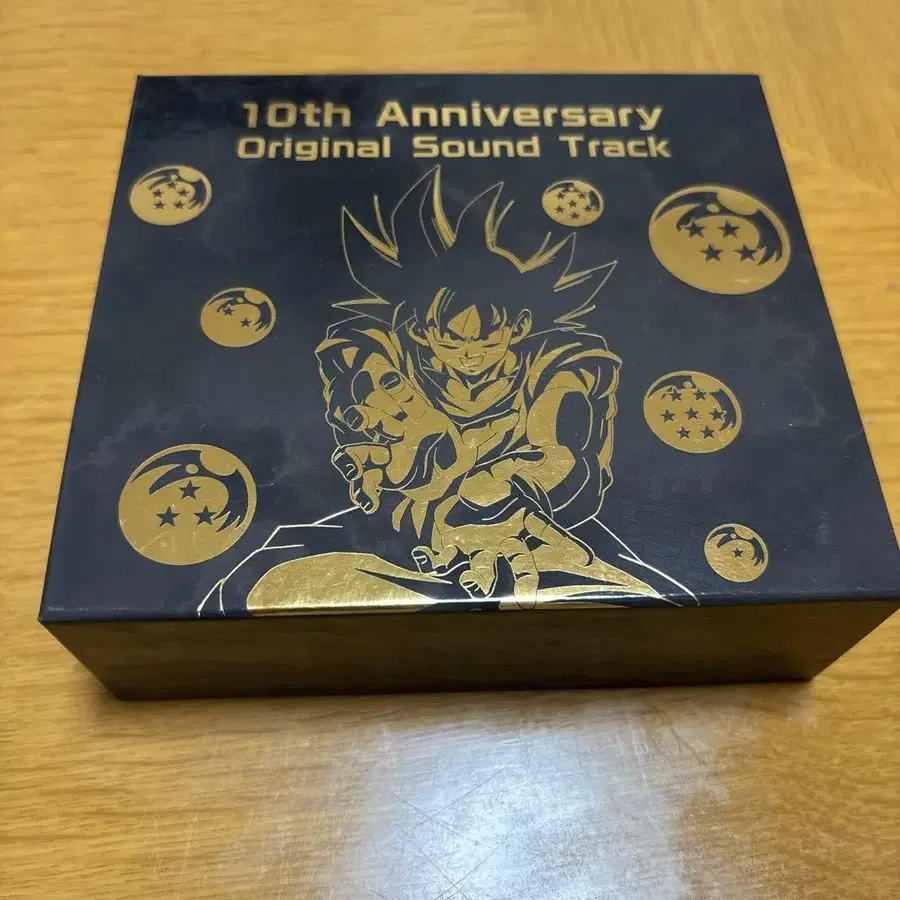 10th Anniversary
Original Sound Track